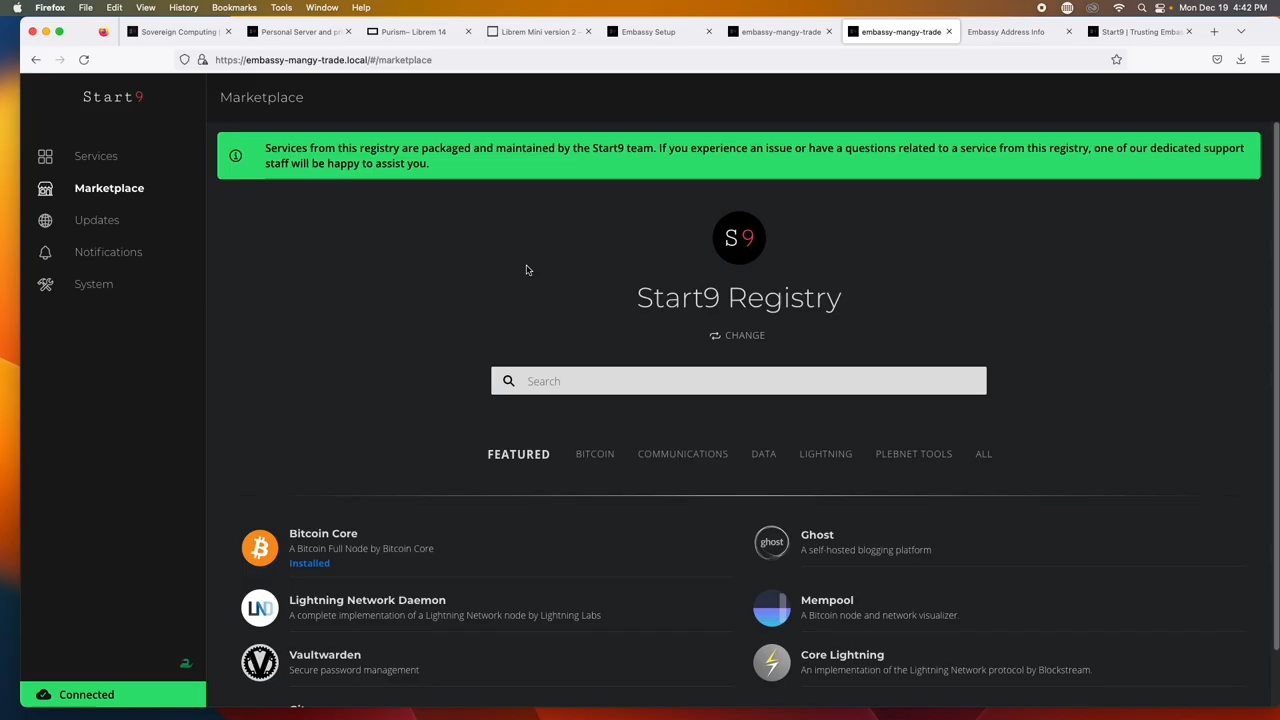 Firefox File Edit View History Bookmarks Tools Window Help Mon Dec 19 4:42 PM
Sovereign Computing | Personal Server and pri Purism– Librem 14 Librem Mini version 2 – Embassy Setup embassy-mangy-trade embassy-mangy-trade Embassy Address Info Start9 | Trusting Emba
https://embassy-mangy-trade.local/#/marketplace
Start9
Services
Marketplace
Updates
Notifications
System
Connected
Marketplace
Services from this registry are packaged and maintained by the Start9 team. If you experience an issue or have a questions related to a service from this registry, one of our dedicated support
staff will be happy to assist you.
S9
Start9 Registry
CHANGE
Search
FEATURED BITCOIN COMMUNICATIONS DATA LIGHTNING PLEBNET TOOLS ALL
Bitcoin Core
A Bitcoin Full Node by Bitcoin Core
Installed
ghost
Ghost
A self-hosted blogging platform
LND
Lightning Network Daemon
A complete implementation of a Lightning Network node by Lightning Labs
Mempool
A Bitcoin node and network visualizer.
Vaultwarden
Secure password management
Core Lightning
An implementation of the Lightning Network protocol by Blockstream.